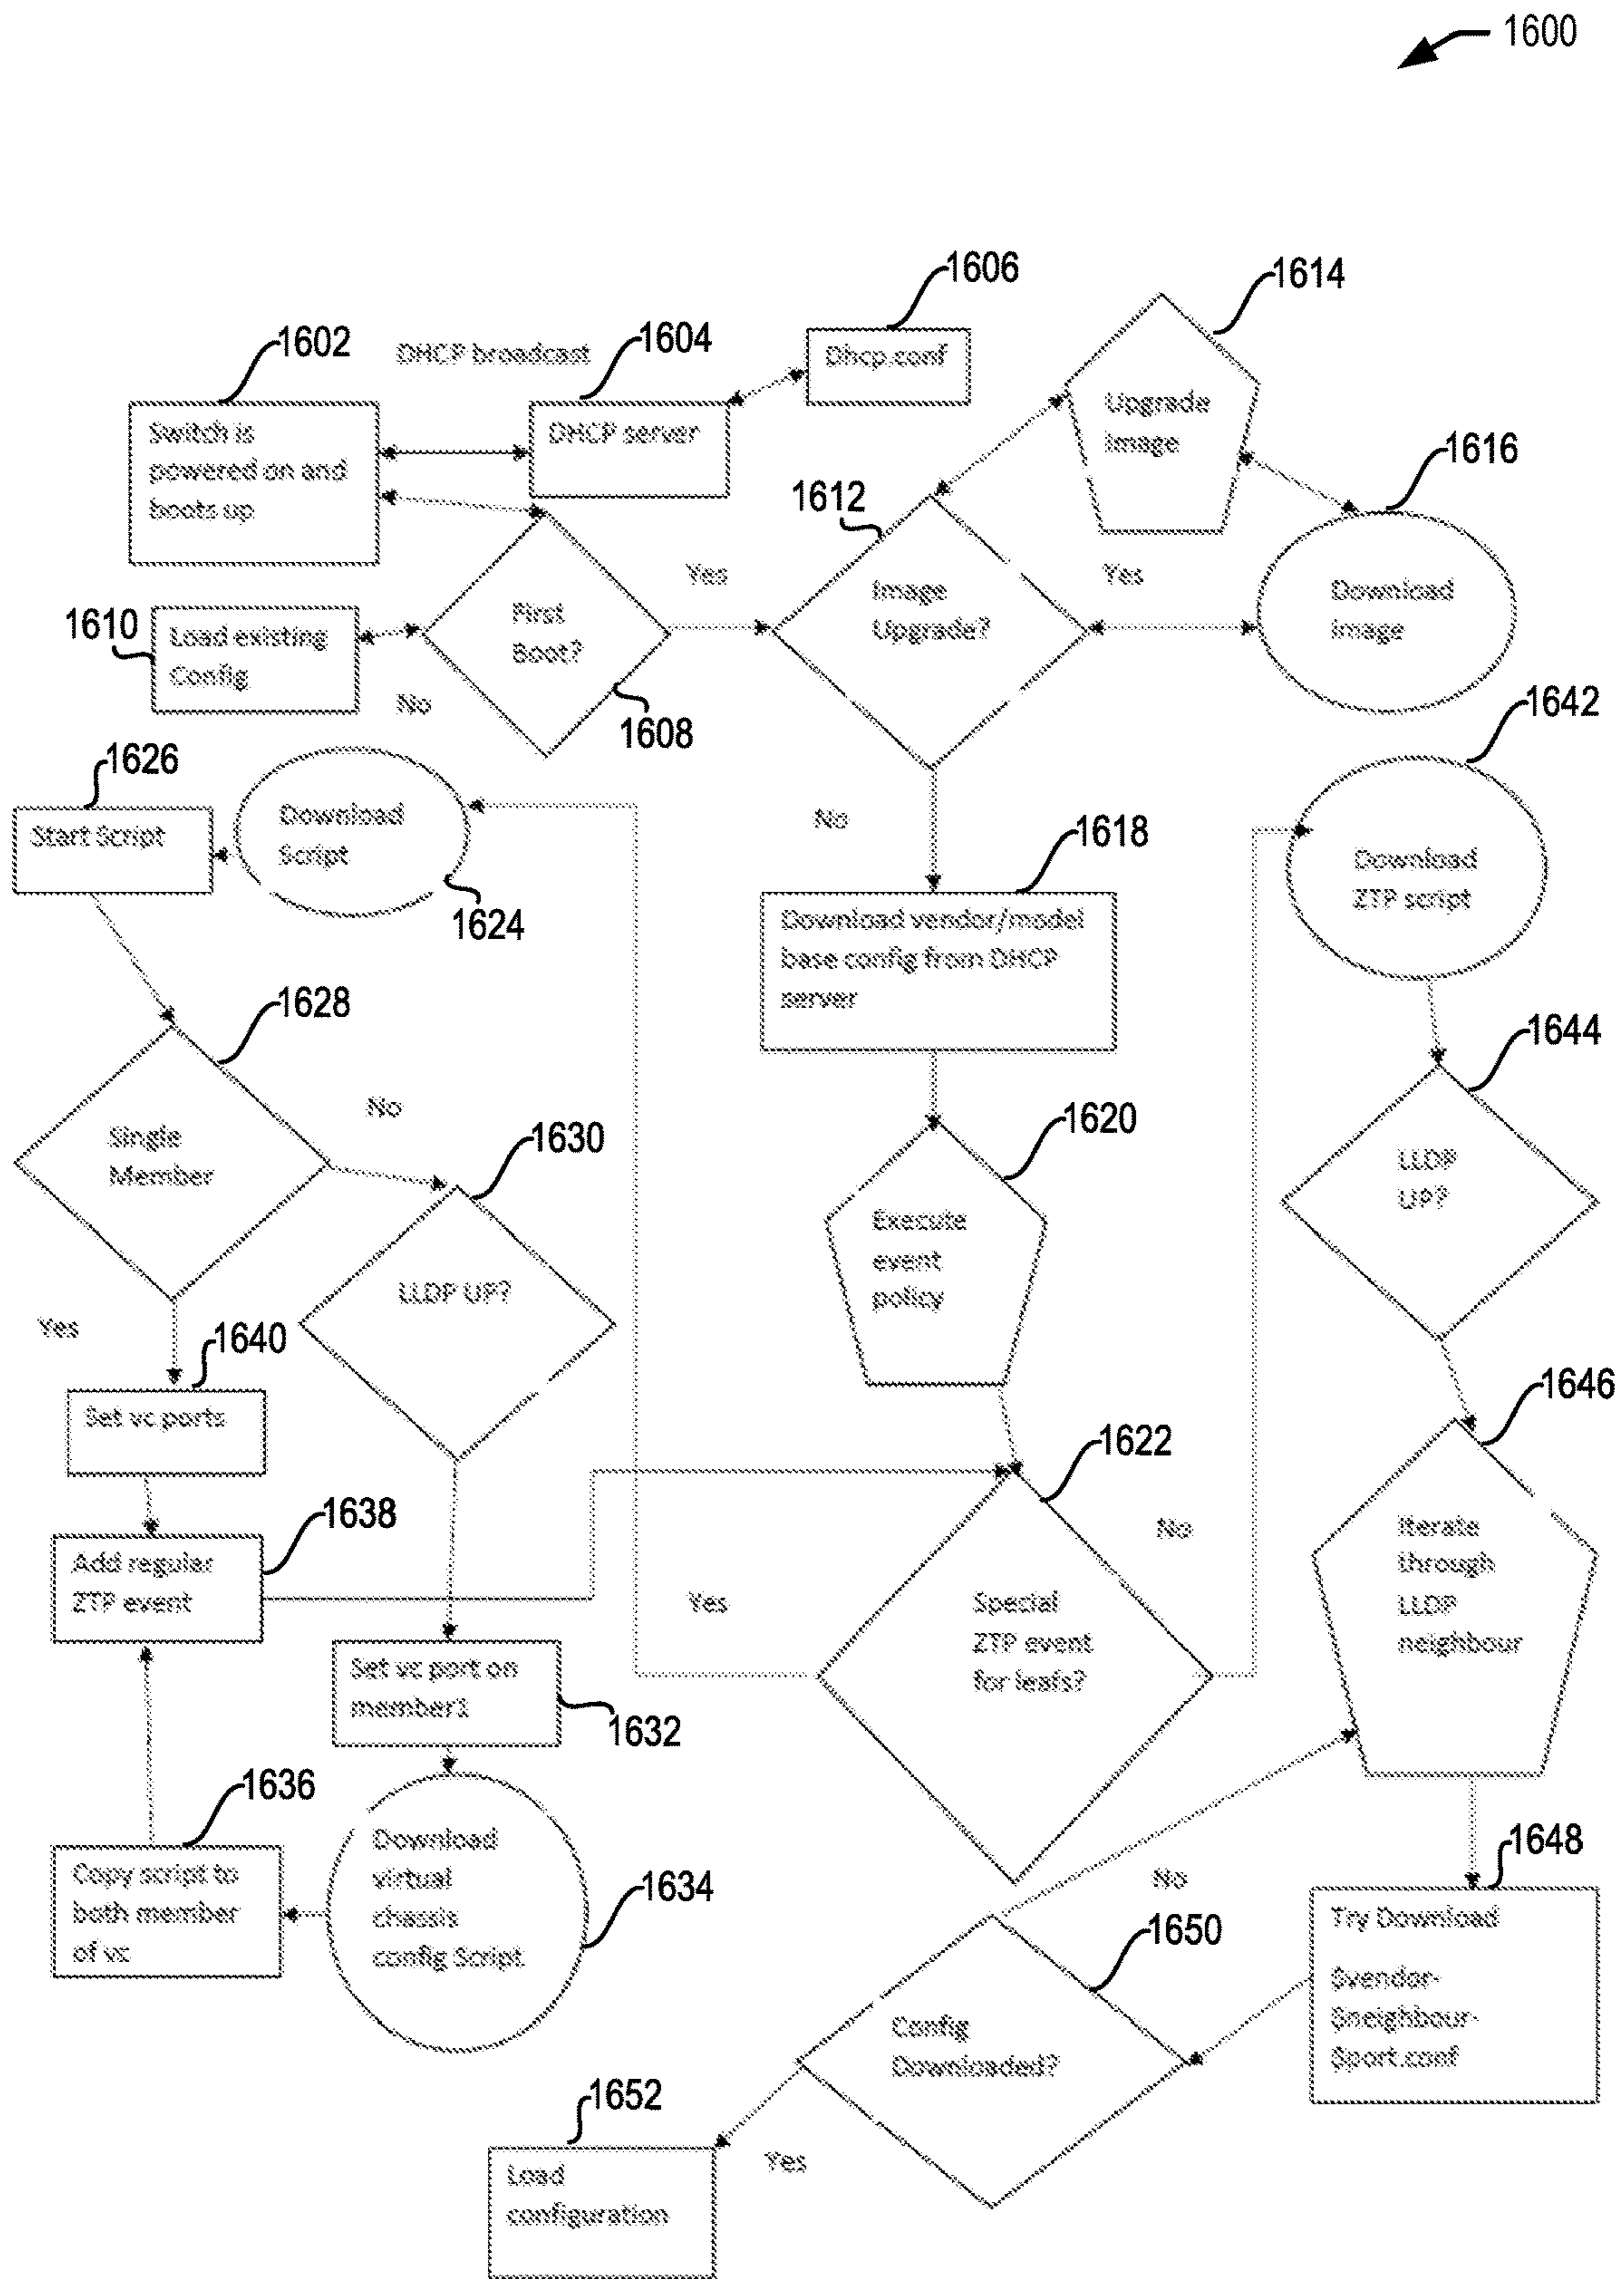 1600
1606
1614
1602
DHCP broadcast
1604
Dhcp.conf
Switch is
powered on and
boots up
DHCP server
Upgrade
image
1616
1612
Yes
Image
Upgrade?
Yes
Download
image
1610
Load existing
Config
First
Boot?
No
1608
1642
1626
Download
Script
Start Script
1624
No
1618
Download vendor/model
base config from DHCP
server
Download
ZTP script
1628
1644
No
Single
Member
1630
1620
LLDP
UP?
Execute
event
policy
LLDP UP?
Yes
1640
Set vc ports
1646
1622
1638
Add regular
ZTP event
No
Iterate
through
LLDP
neighbour
Yes
Special
ZTP event
for leafs?
Set vc port on
member1
1632
1636
Download
virtual
chassis
config Script
1634
Copy script to
both member
of vc
No
1648
Try Download
$vendor-
$neighbour-
$port.conf
1650
Config
Downloaded?
1652
Yes
Load
configuration